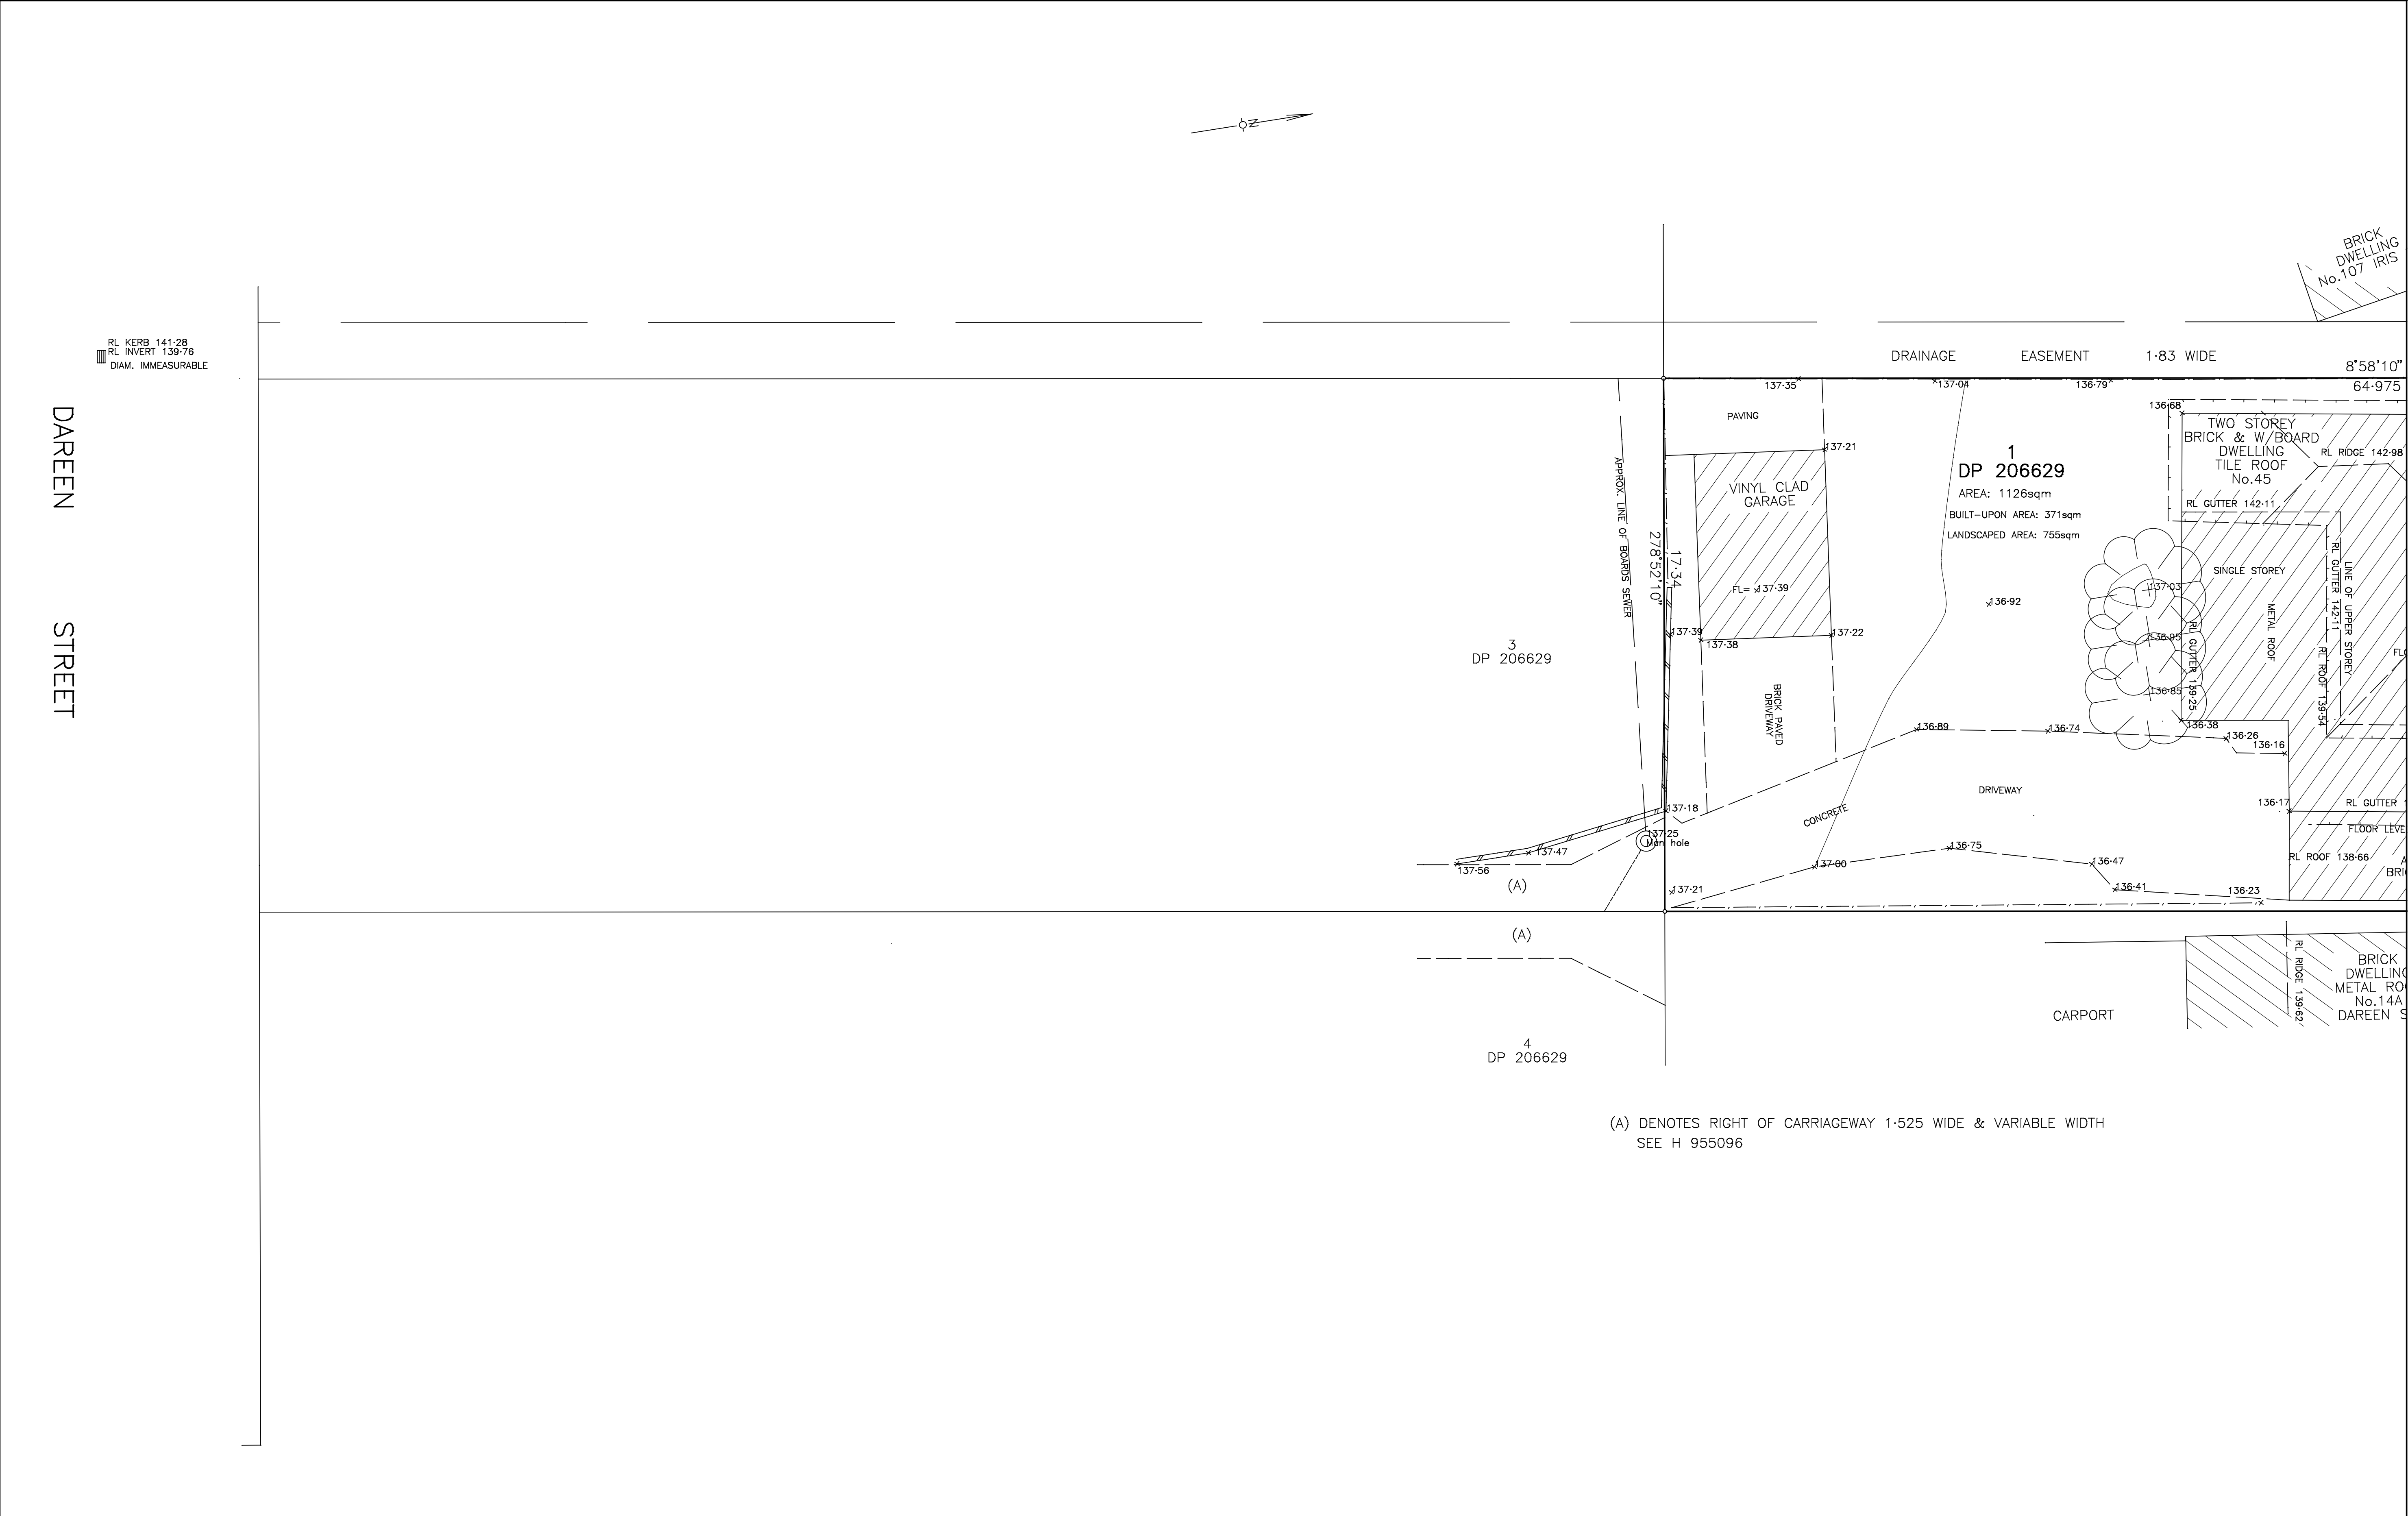 N
BRICK
DWELLING
No.107 IRIS
RL KERB 141·28
RL INVERT 139·76
DIAM. IMMEASURABLE
DAREEN STREET
DRAINAGE EASEMENT 1·83 WIDE
8°58'10"
64·975
137·35
137·04
136·79
136·68
PAVING
137·21
1
DP 206629
AREA: 1126sqm
BUILT-UPON AREA: 371sqm
LANDSCAPED AREA: 755sqm
TWO STOREY
BRICK & W/BOARD
DWELLING
TILE ROOF
No.45
RL RIDGE 142·98
RL GUTTER 142·11
APPROX. LINE OF BOARDS SEWER
278°52'10"
17·34
VINYL CLAD
GARAGE
FL= 137·39
137·39
137·38
137·22
136·92
137·03
136·95
136·85
SINGLE STOREY
METAL ROOF
RL GUTTER 139·25
RL GUTTER 142·11
LINE OF UPPER STOREY
RL ROOF 139·54
3
DP 206629
BRICK PAVED
DRIVEWAY
136·89
136·74
136·38
136·26
136·16
DRIVEWAY
CONCRETE
137·18
136·17
RL GUTTER
137·25
Man hole
137·47
137·56
(A)
137·21
137·00
136·75
136·47
136·41
136·23
RL ROOF 138·66
(A)
RL RIDGE 139·62
BRICK
DWELLING
METAL
No.14A
DAREEN
CARPORT
4
DP 206629
(A) DENOTES RIGHT OF CARRIAGEWAY 1·525 WIDE & VARIABLE WIDTH
SEE H 955096